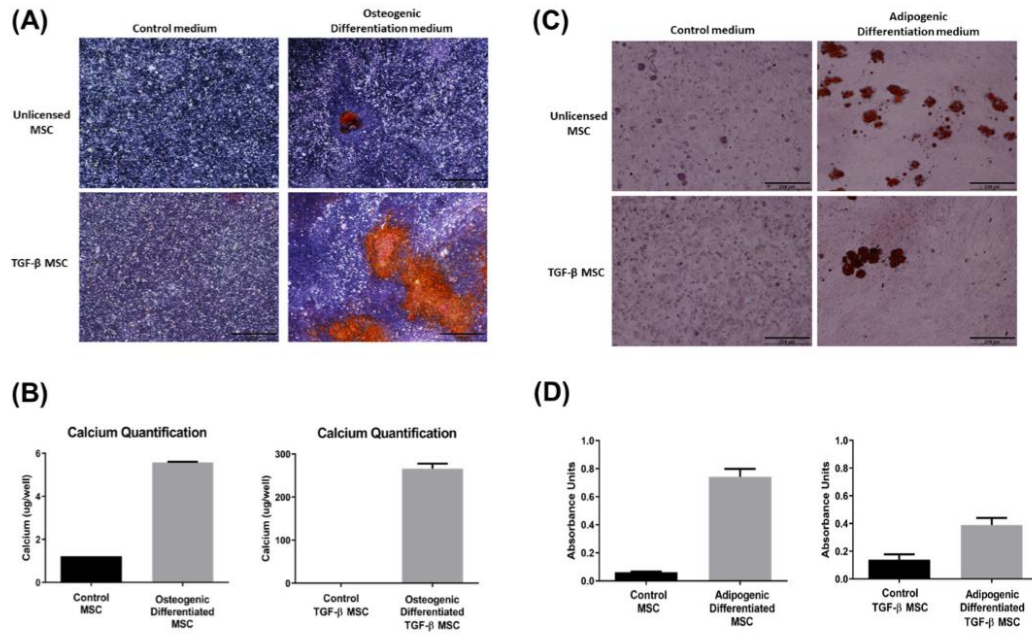 (A)
Control medium
Osteogenic
Differentiation medium
Unlicensed
MSC
TGF-β MSC
(B)
Calcium Quantification
Calcium (ug/well)
6
4
2
0
Control
MSC
Osteogenic
Differentiated
MSC
Calcium Quantification
Calcium (ug/well)
300
200
100
0
Control
TGF-β MSC
Osteogenic
Differentiated
TGF-β MSC
(C)
Control medium
Adipogenic
Differentiation medium
Unlicensed
MSC
TGF-β MSC
(D)
Absorbance Units
1.0
0.8
0.6
0.4
0.2
0.0
Control
MSC
Adipogenic
Differentiated
MSC
Absorbance Units
1.0
0.8
0.6
0.4
0.2
0.0
Control
TGF-β MSC
Adipogenic
Differentiated
TGF-β MSC